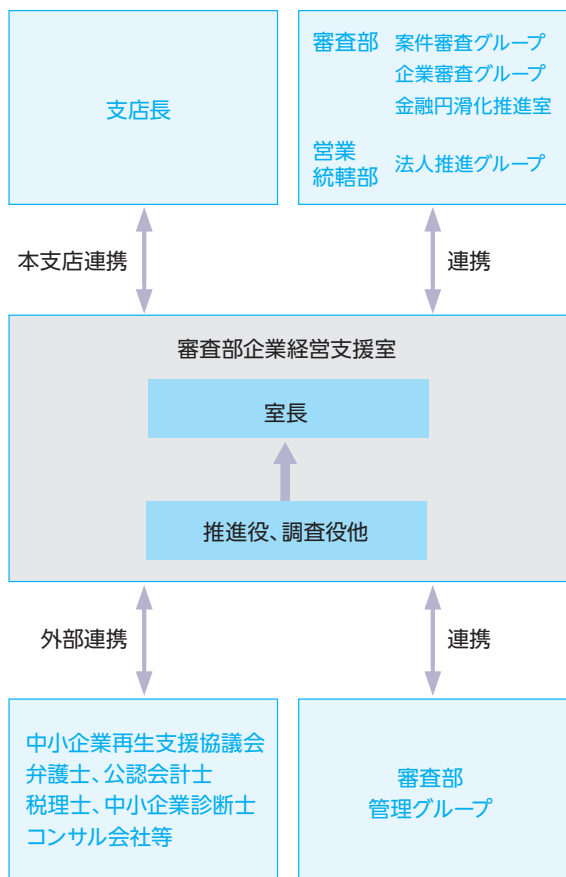 支店長
審査部 案件審査グループ
企業審査グループ
金融円滑化推進室
営業
統轄部 法人推進グループ
本支店連携
連携
審査部企業経営支援室
室長
推進役、調査役他
外部連携
連携
中小企業再生支援協議会
弁護士、公認会計士
税理士、中小企業診断士
コンサル会社等
審査部
管理グループ